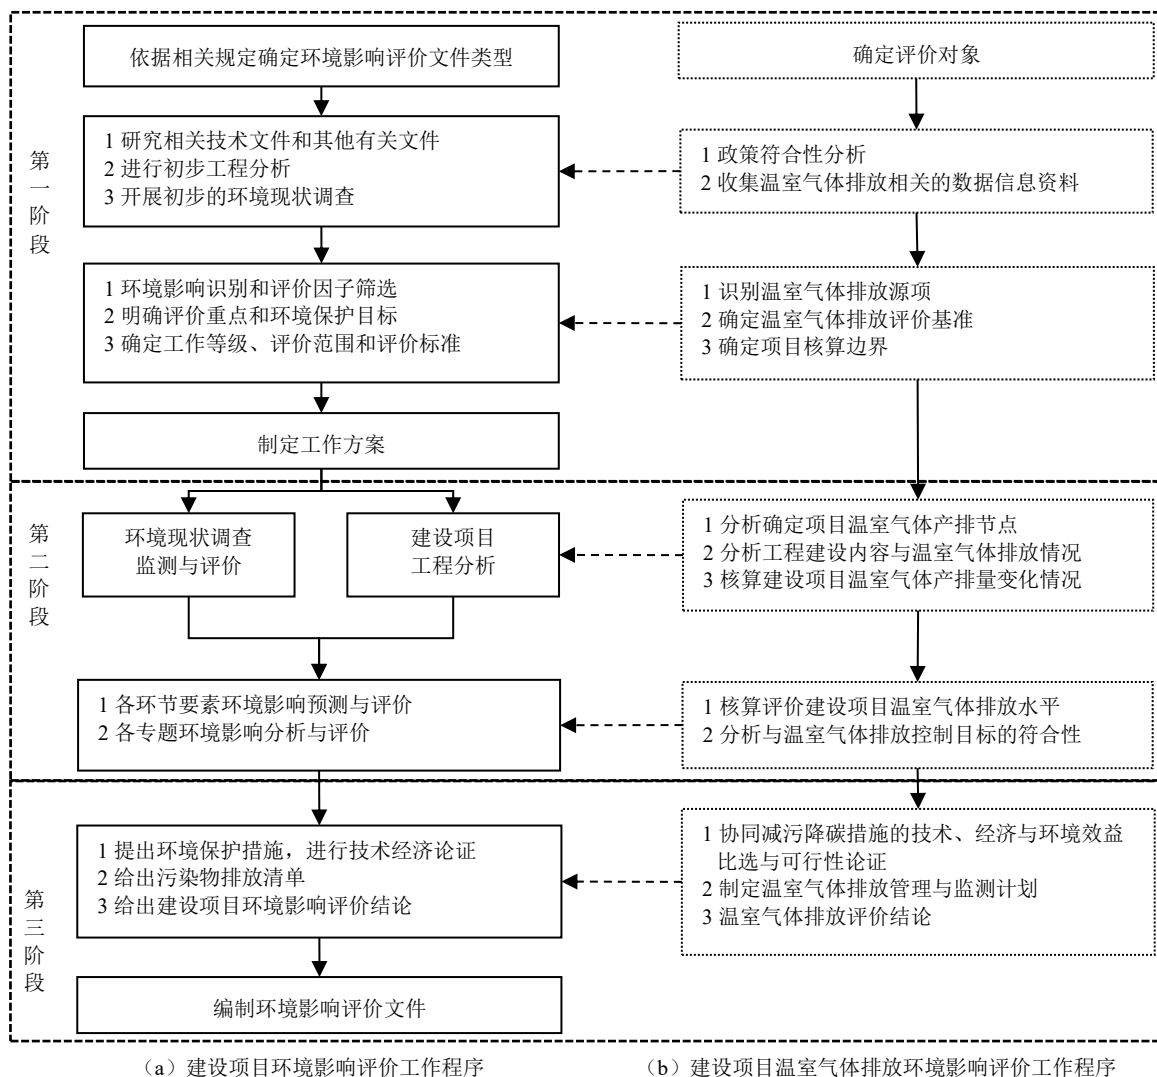 依据相关规定确定环境影响评价文件类型
确定评价对象
第一阶段
1 研究相关技术文件和其他有关文件
2 进行初步工程分析
3 开展初步的环境现状调查
1 政策符合性分析
2 收集温室气体排放相关的数据信息资料
1 环境影响识别和评价因子筛选
2 明确评价重点和环境保护目标
3 确定工作等级、评价范围和评价标准
1 识别温室气体排放源项
2 确定温室气体排放评价基准
3 确定项目核算边界
制定工作方案
第二阶段
环境现状调查
监测与评价
建设项目
工程分析
1 分析确定项目温室气体产排节点
2 分析工程建设内容与温室气体排放情况
3 核算建设项目温室气体产排量变化情况
1 各环节要素环境影响预测与评价
2 各专题环境影响分析与评价
1 核算评价建设项目温室气体排放水平
2 分析与温室气体排放控制目标的符合性
第三阶段
1 提出环境保护措施，进行技术经济论证
2 给出污染物排放清单
3 给出建设项目环境影响评价结论
1 协同减污降碳措施的技术、经济与环境效益
比选与可行性论证
2 制定温室气体排放管理与监测计划
3 温室气体排放评价结论
编制环境影响评价文件
（a）建设项目环境影响评价工作程序
（b）建设项目温室气体排放环境影响评价工作程序